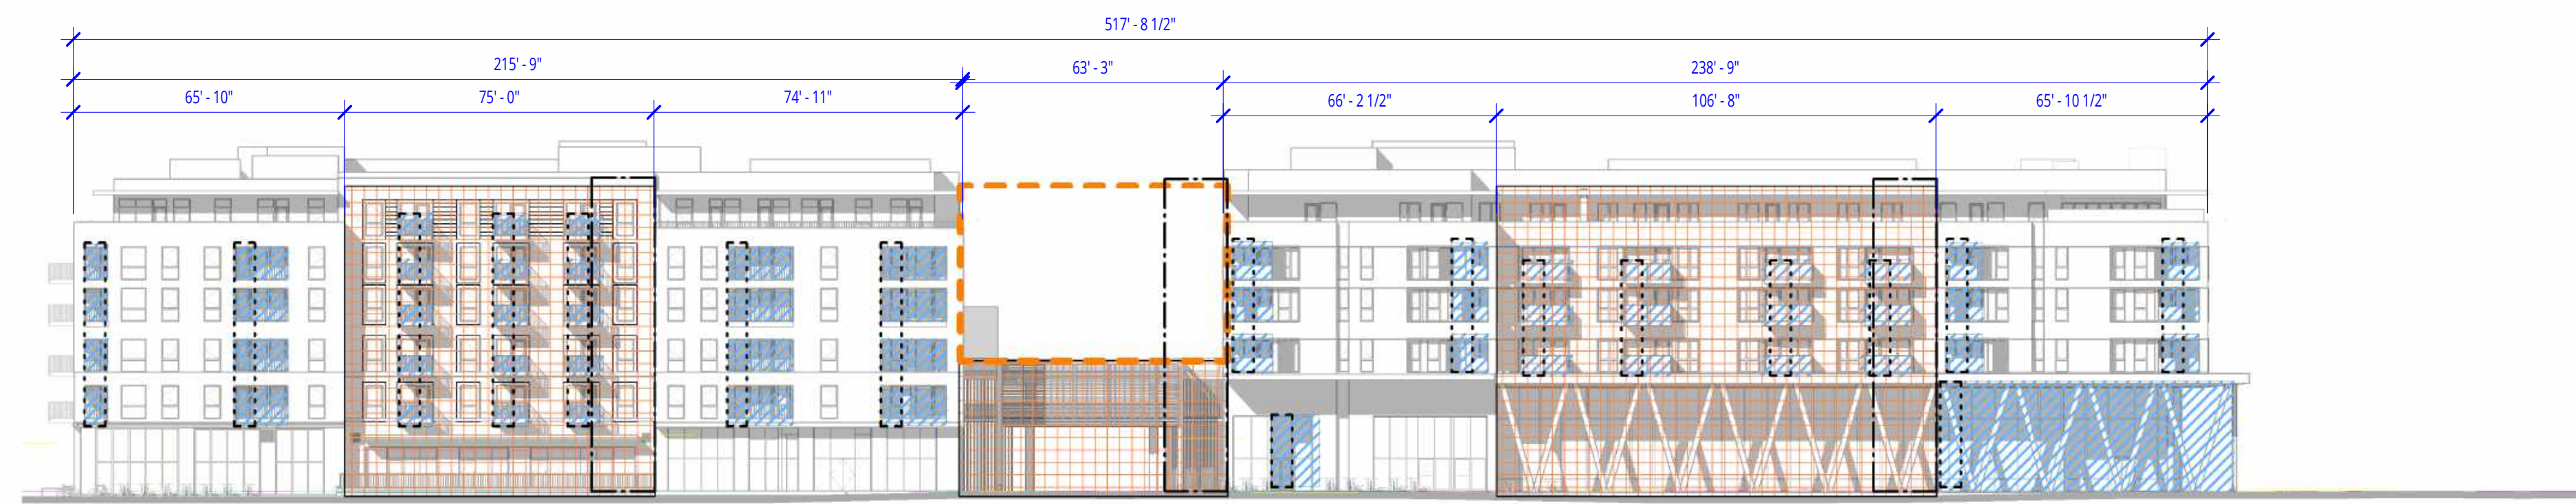 517' - 8 1/2"
215' - 9"
63' - 3"
238' - 9"
65' - 10"
75' - 0"
74' - 11"
66' - 2 1/2"
106' - 8"
65' - 10 1/2"